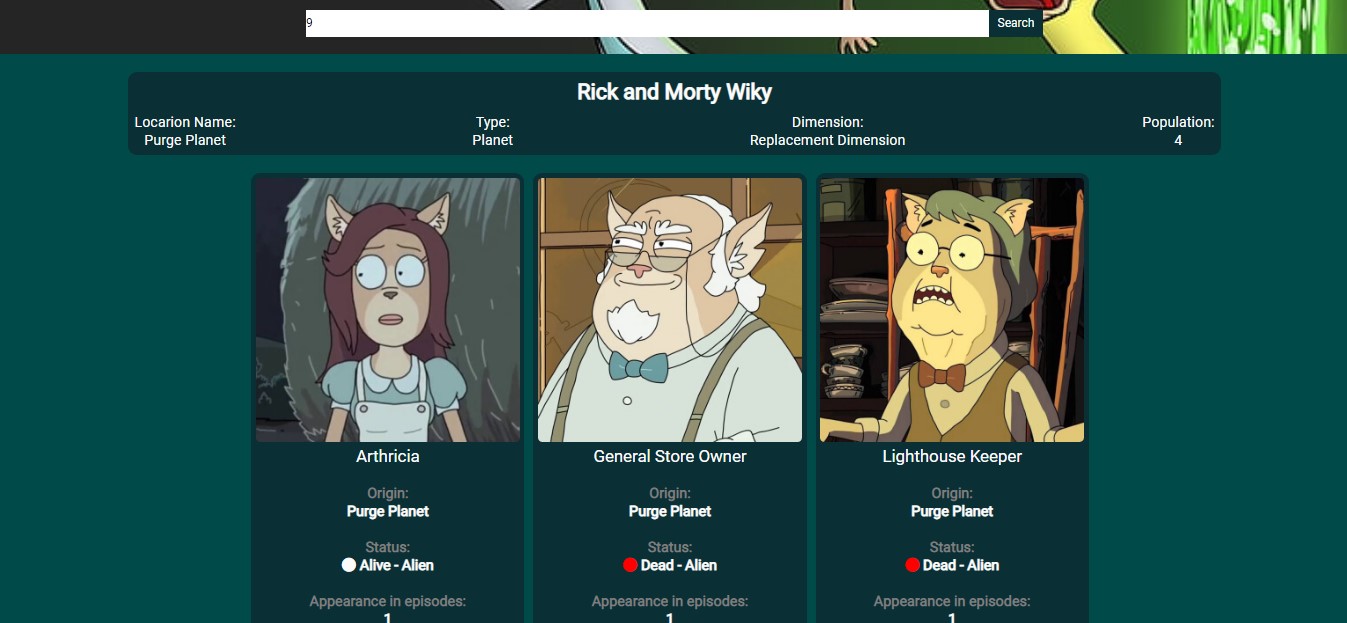 9
Search
Rick and Morty Wiky
Locarion Name:
Purge Planet
Type:
Planet
Dimension:
Replacement Dimension
Population:
4
Arthricia
Origin:
Purge Planet
Status:
Alive - Alien
Appearance in episodes:
1
General Store Owner
Origin:
Purge Planet
Status:
Dead - Alien
Appearance in episodes:
1
Lighthouse Keeper
Origin:
Purge Planet
Status:
Dead - Alien
Appearance in episodes:
1